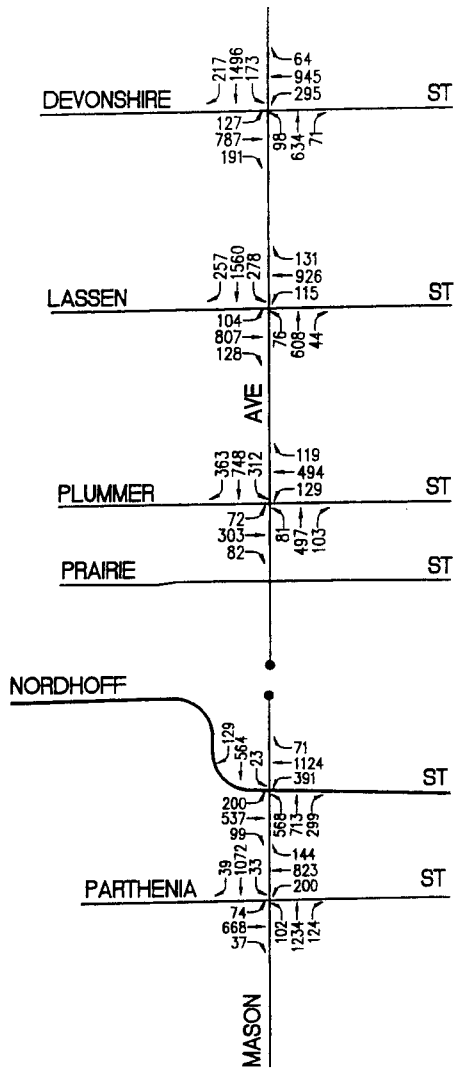 217 1496 173
64
945
295
DEVONSHIRE ST
127
787
191
98 634 71
257 1560 278
131
926
115
LASSEN ST
104
807
128
76 608 44
AVE
363 748 312
119
494
129
PLUMMER ST
72
303
82
81 497 103
PRAIRIE ST
NORDHOFF
129 564 23
71
1124
391
ST
200
537
99
568 713 299
39 1072 33
144
823
200
PARTHENIA ST
74
668
37
102 1234 124
MASON